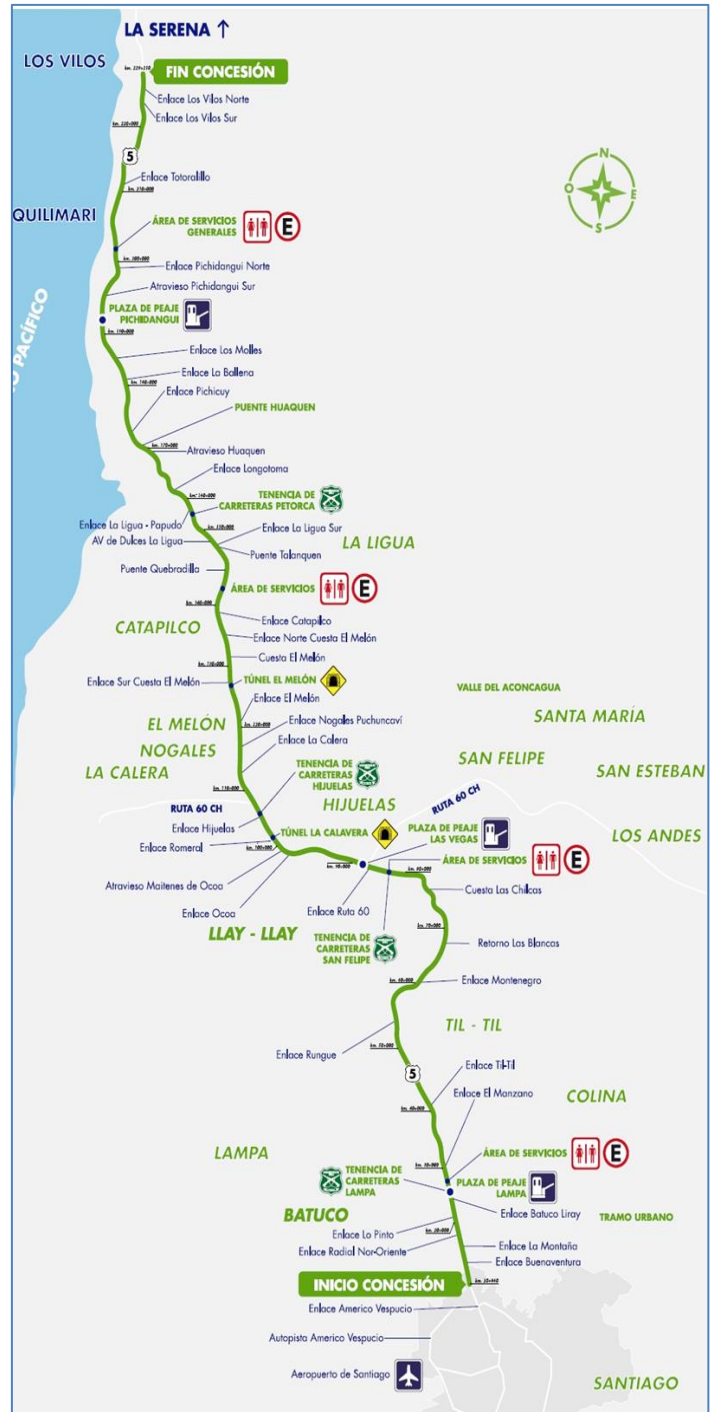 LA SERENA ↑
LOS VILOS
FIN CONCESIÓN
Enlace Los Vilos Norte
Enlace Los Vilos Sur
5
Enlace Totoralillo
QUILIMARI
ÁREA DE SERVICIOS
GENERALES
E
N
O
E
S
Enlace Pichidangui Norte
Atravieso Pichidangui Sur
PLAZA DE PEAJE
PICHIDANGUI
O PACÍFICO
Enlace Los Molles
Enlace La Ballena
Enlace Pichicuy
PUENTE HUAQUEN
Atravieso Huaquen
Enlace Longotoma
TENENCIA DE
CARRETERAS PETORCA
Enlace La Ligua - Papudo
AV de Dulces La Ligua
Enlace La Ligua Sur
LA LIGUA
Puente Talanquen
Puente Quebradilla
ÁREA DE SERVICIOS
E
Enlace Catapilco
CATAPILCO
Enlace Norte Cuesta El Melón
Cuesta El Melón
Enlace Sur Cuesta El Melón
TÚNEL EL MELÓN
Enlace El Melón
VALLE DEL ACONCAGUA
SANTA MARÍA
EL MELÓN
Enlace Nogales Puchuncaví
NOGALES
Enlace La Calera
LA CALERA
SAN FELIPE
SAN ESTEBAN
TENENCIA DE
CARRETERAS
HIJUELAS
HIJUELAS
RUTA 60 CH
RUTA 60 CH
Enlace Hijuelas
TÚNEL LA CALAVERA
PLAZA DE PEAJE
LAS VEGAS
LOS ANDES
Enlace Romeral
ÁREA DE SERVICIOS
E
Atravieso Maitenes de Ocoa
Cuesta Las Chilcas
Enlace Ocoa
Enlace Ruta 60
LLAY - LLAY
TENENCIA DE
CARRETERAS
SAN FELIPE
Retorno Las Blancas
Enlace Montenegro
TIL - TIL
Enlace Rungue
Enlace Til-Til
5
Enlace El Manzano
COLINA
LAMPA
ÁREA DE SERVICIOS
E
TENENCIA DE
CARRETERAS
LAMPA
PLAZA DE PEAJE
LAMPA
BATUCO
Enlace Batuco Liray
TRAMO URBANO
Enlace Lo Pinto
Enlace Radial Nor-Oriente
Enlace La Montaña
Enlace Buenaventura
INICIO CONCESIÓN
Enlace Americo Vespucio
Autopista Americo Vespucio
Aeropuerto de Santiago
SANTIAGO